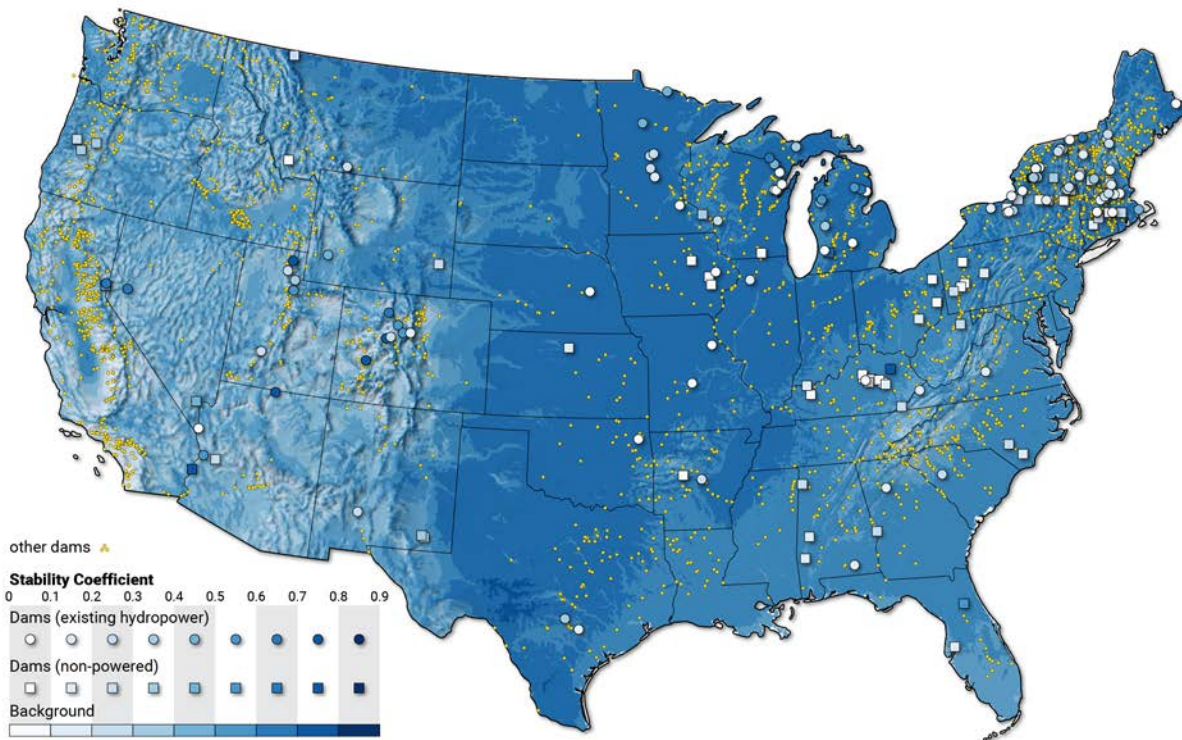 other dams
Stability Coefficient
0 0.1 0.2 0.3 0.4 0.5 0.6 0.7 0.8 0.9
Dams (existing hydropower)
Dams (non-powered)
Background